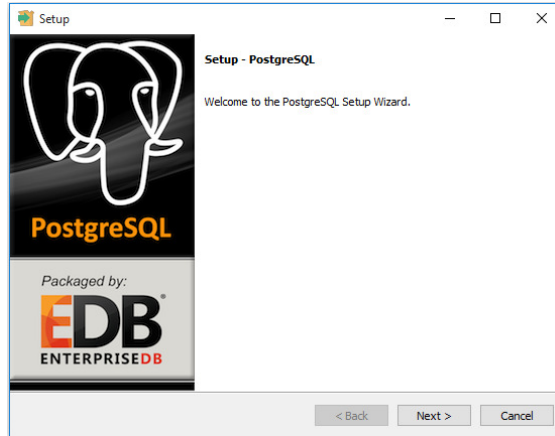 Setup
Setup - PostgreSQL
Welcome to the PostgreSQL Setup Wizard.
PostgreSQL
Packaged by:
EDB
ENTERPRISEDB
< Back
Next >
Cancel